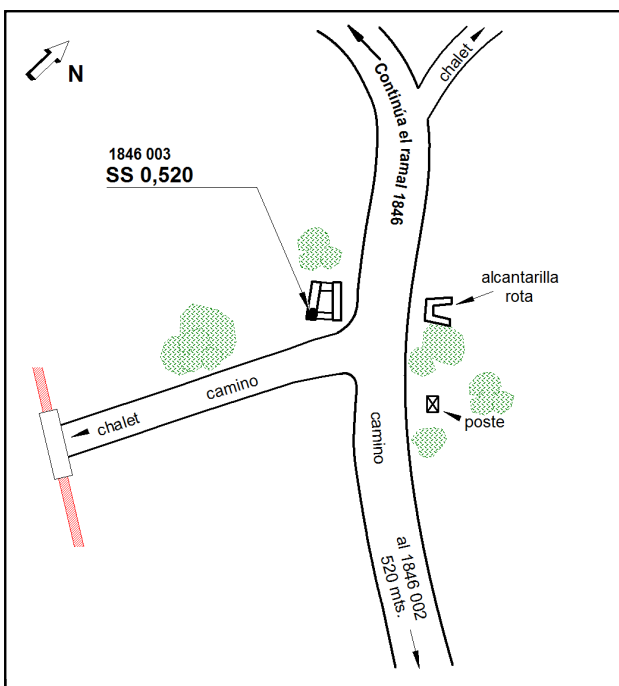 N
chalet
Continúa el ramal 1846
1846 003
SS 0,520
alcantarilla
rota
camino
chalet
poste
camino
al 1846 002
520 mts.